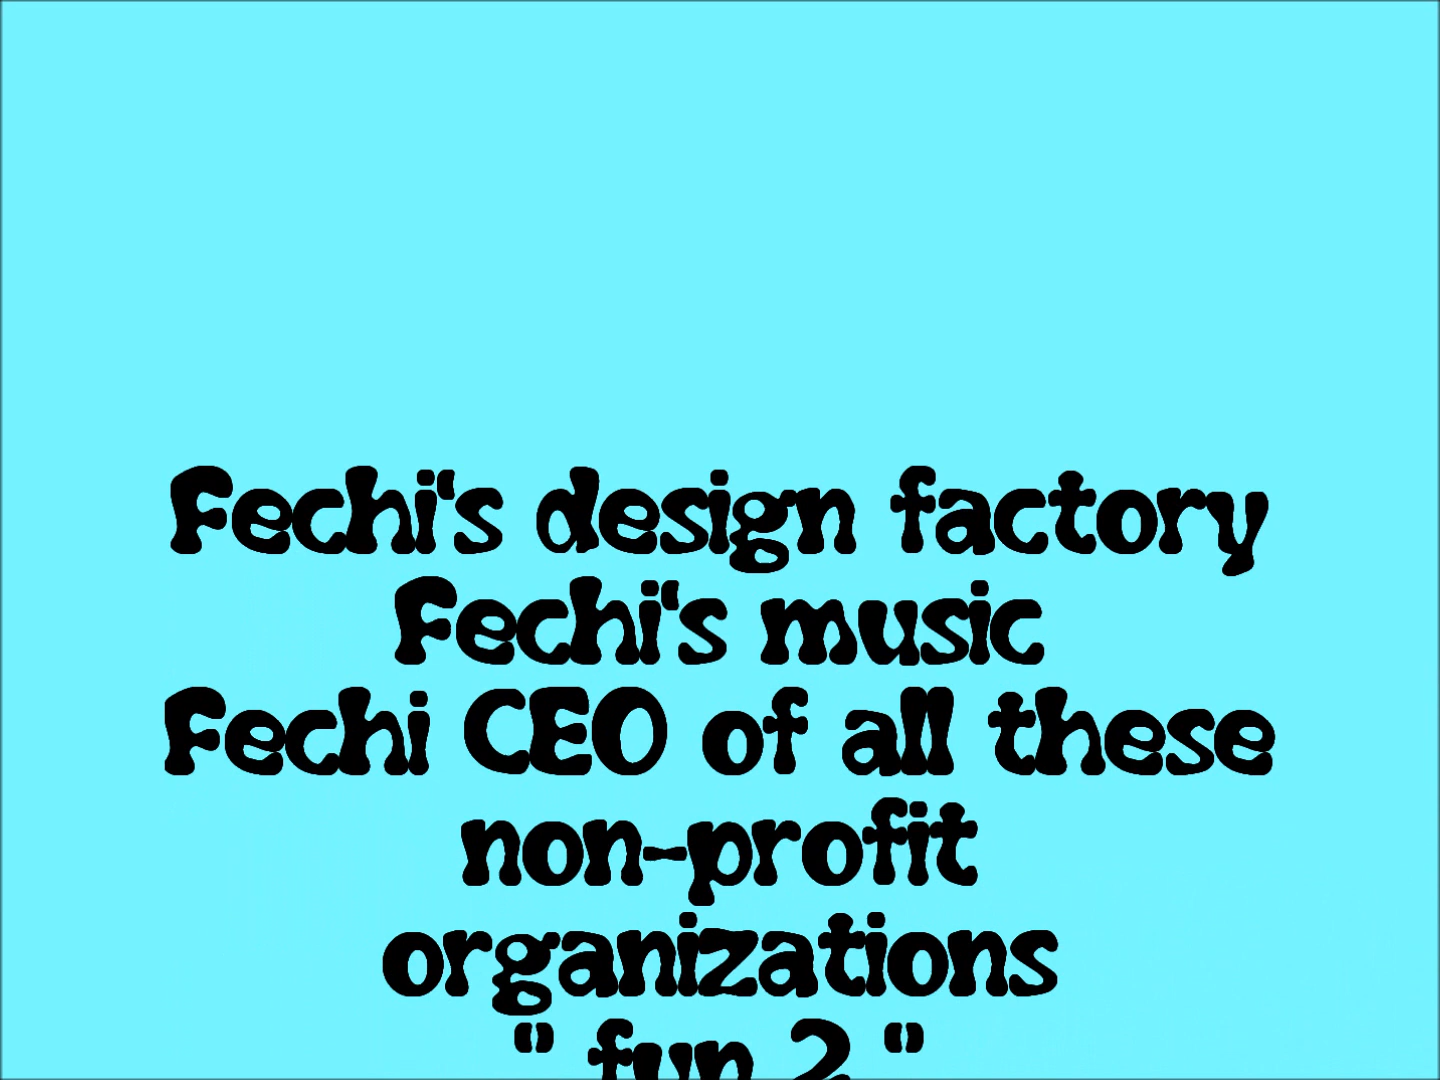 Fechi's design factory
Fechi's music
Fechi CEO of all these
non-profit
organizations
" fun 2 "